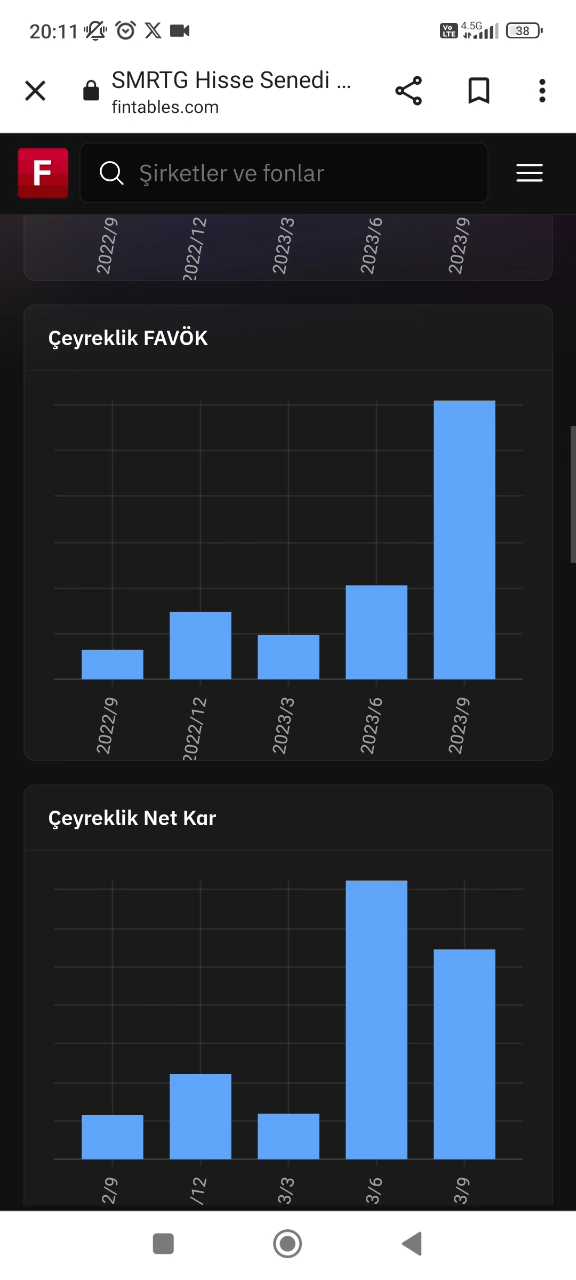 20:11
Vo LTE 4.5G 38
SMRTG Hisse Senedi ...
fintables.com
F
Şirketler ve fonlar
2022/9 2022/12 2023/3 2023/6 2023/9
Çeyreklik FAVÖK
2022/9 2022/12 2023/3 2023/6 2023/9
Çeyreklik Net Kar
2/9 /12 3/3 3/6 3/9